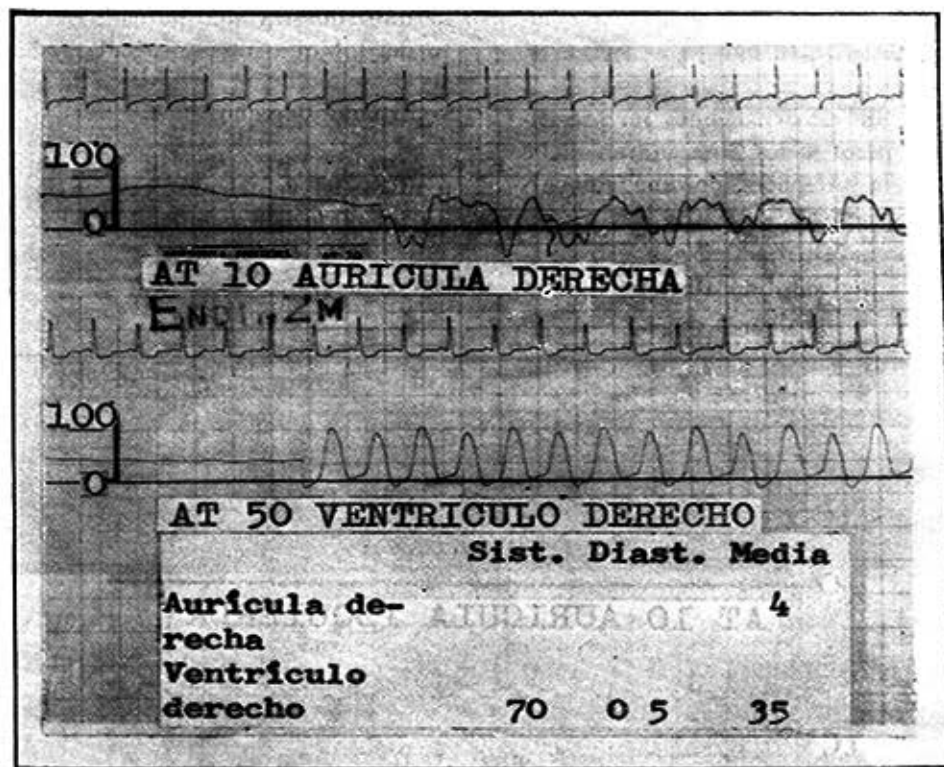 100
0
AT 10 AURICULA DERECHA
100
0
AT 50 VENTRICULO DERECHO
Sist. Diast. Media
Aurícula de- 4
recha
Ventrículo
derecho 70 0 5 35